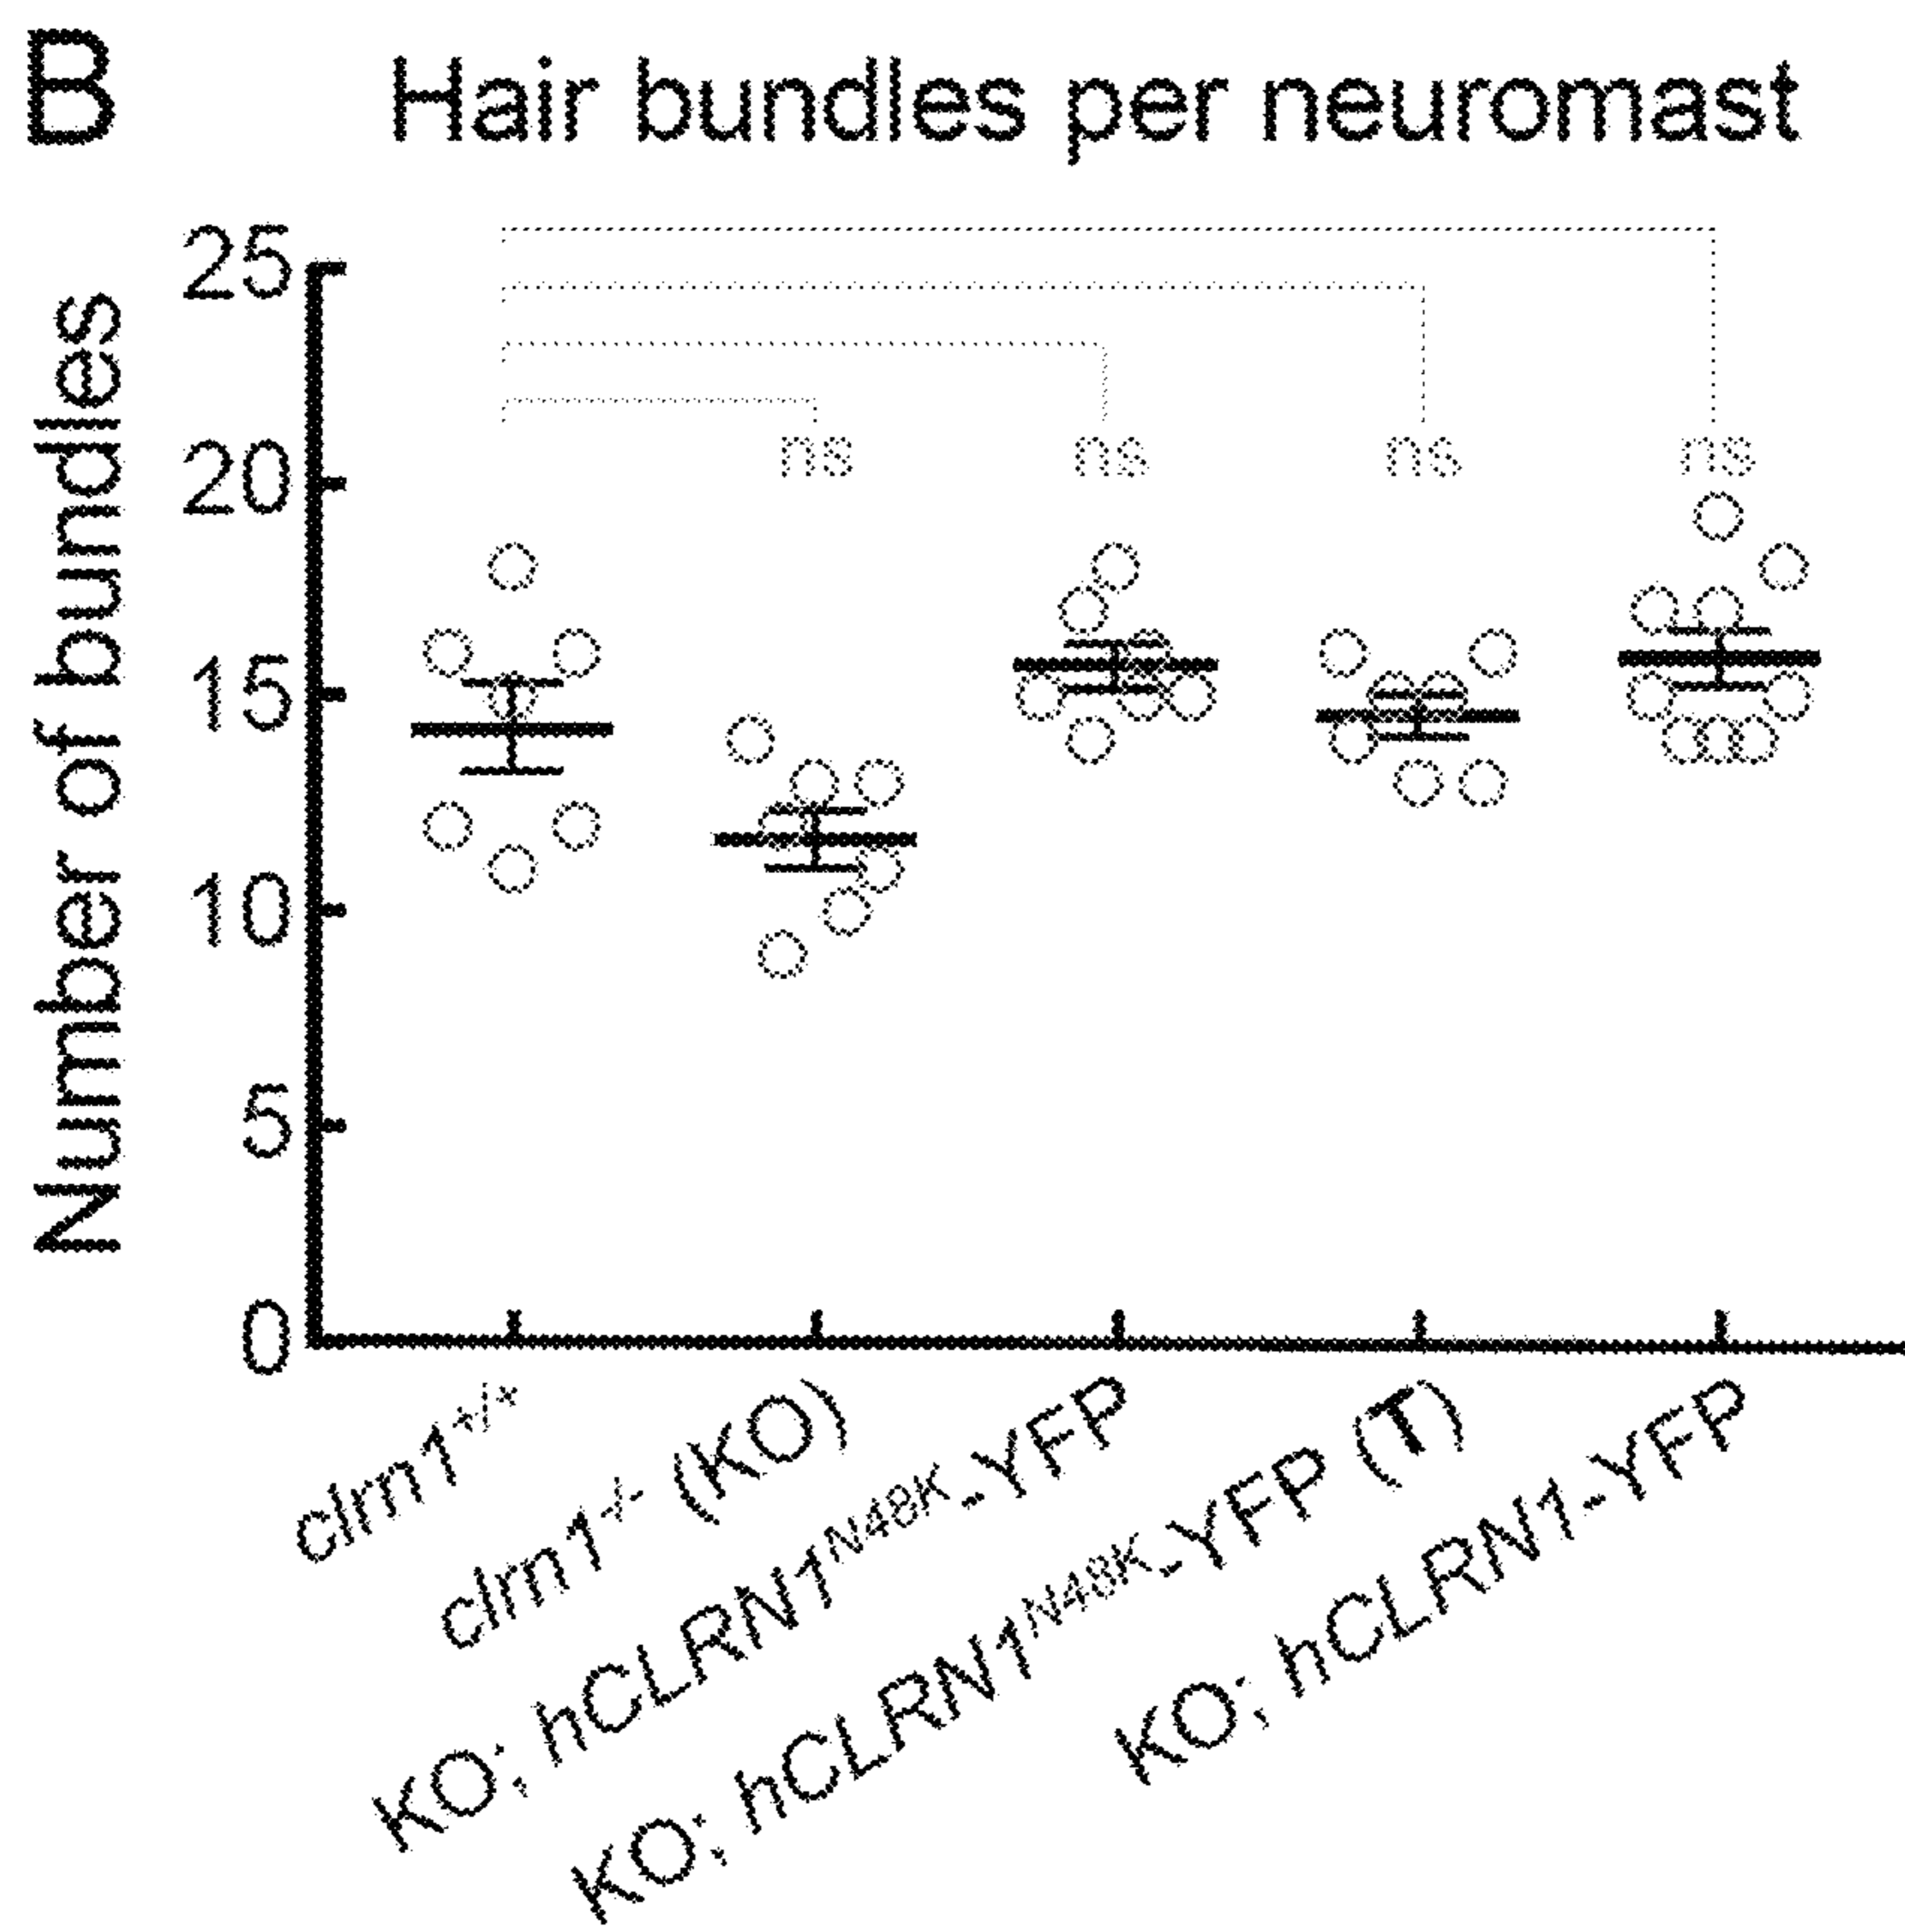 B
Hair bundles per neuromast
Number of bundles
25
20
15
10
5
0
ns ns ns ns
clrn1+/+
clrn1-/- (KO)
KO; hCLRN1N48K-YFP
KO; hCLRN1N48K-YFP (T)
KO; hCLRN1-YFP